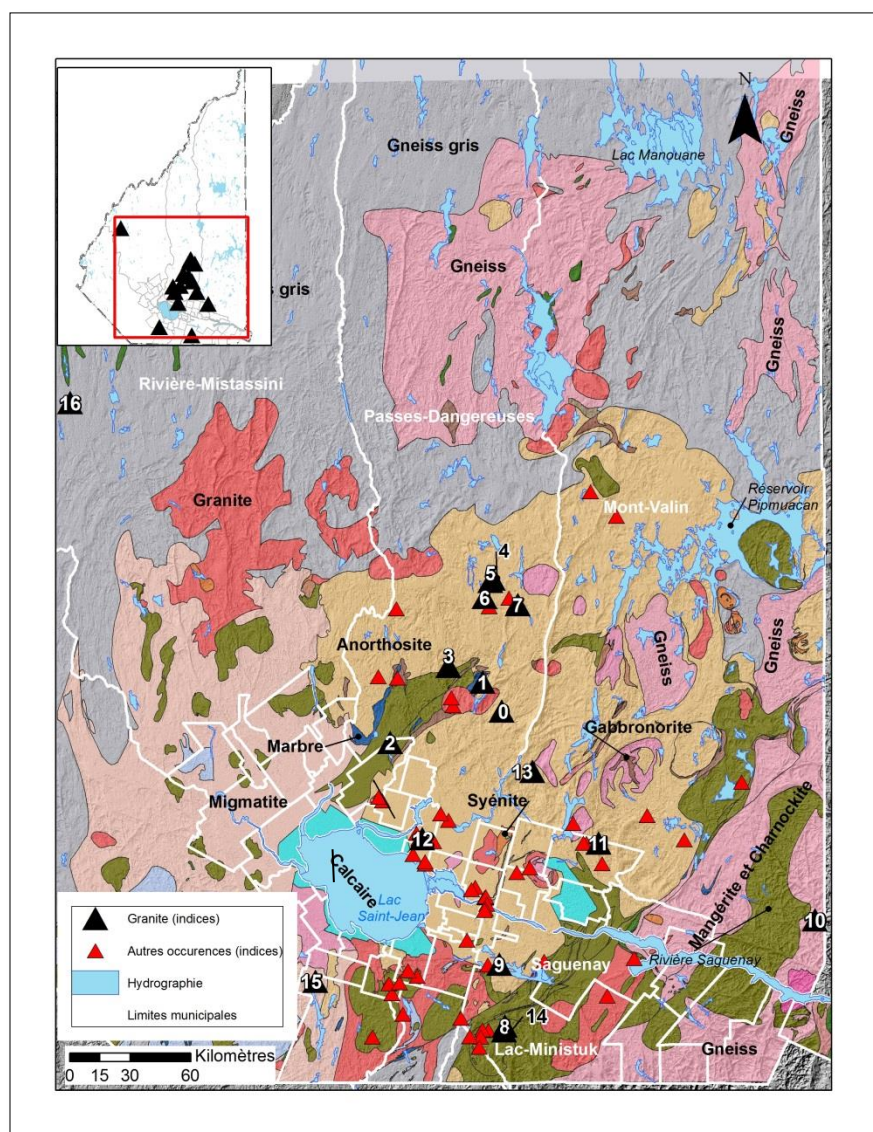 N
Gneiss
Gneiss gris
Lac Manouane
Gneiss
s gris
Gneiss
Rivière-Mistassini
16
Passes-Dangereuses
Granite
Mont-Valin
Réservoir
Pipmuacan
4
5
6
7
Anorthosite
3
Gneiss
Gneiss
1
0
Gabbronorite
Marbre
2
13
Migmatite
Syénite
12
11
Mangérite et Charnockite
Calcaire
Lac
Saint-Jean
10
Granite (indices)
Autres occurences (indices)
Hydrographie
Limites municipales
Rivière Saguenay
Saguenay
9
15
14
8
Lac-Ministuk
Gneiss
Kilomètres
0 15 30 60